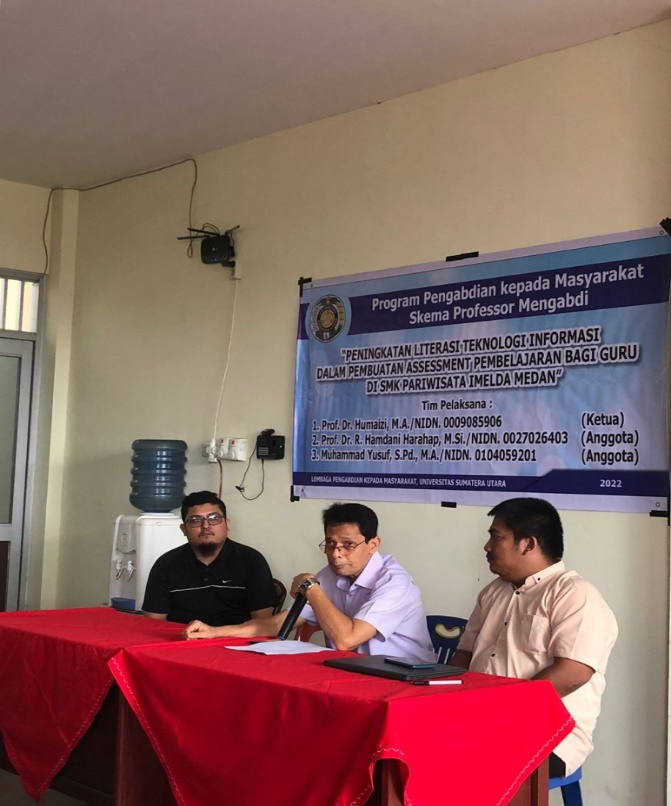 Program Pengabdian kepada Masyarakat
Skema Professor Mengabdi
"PENINGKATAN LITERASI TEKNOLOGI INFORMASI
DALAM PEMBUATAN ASSESSMENT PEMBELAJARAN BAGI GURU
DI SMK PARIWISATA IMELDA MEDAN"
Tim Pelaksana :
1. Prof. Dr. Humaizi, M.A./NIDN. 0009085906 (Ketua)
2. Prof. Dr. R. Hamdani Harahap, M.Si./NIDN. 0027026403 (Anggota)
3. Muhammad Yusuf, S.Pd., M.A./NIDN. 0104059201 (Anggota)
LEMBAGA PENGABDIAN KEPADA MASYARAKAT, UNIVERSITAS SUMATERA UTARA 2022